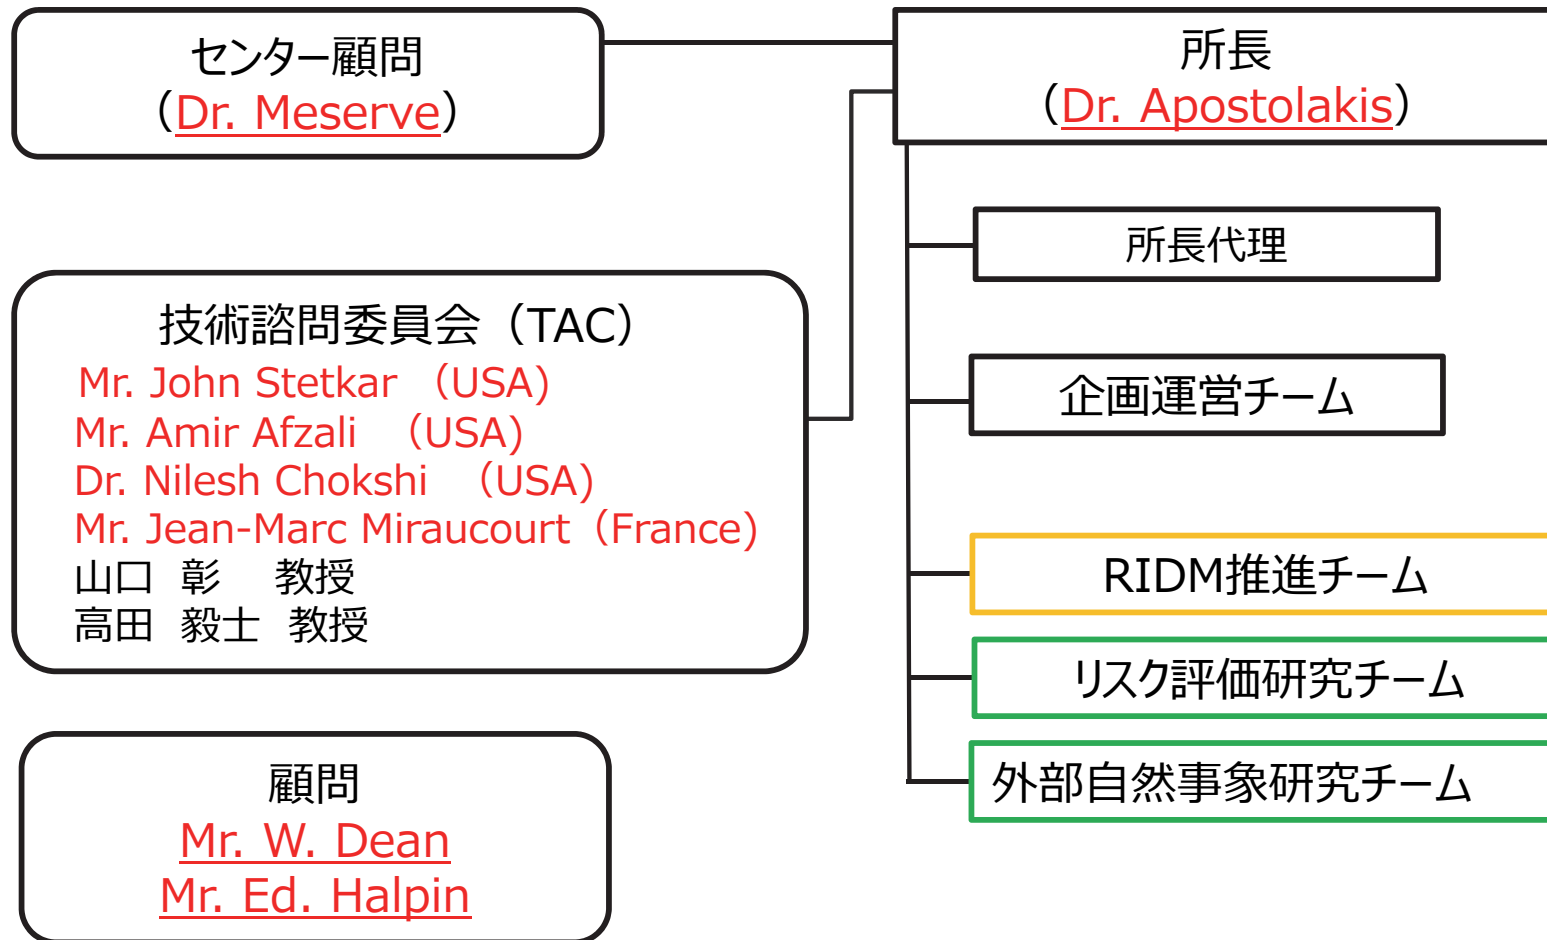 センター顧問
（Dr. Meserve）
所長
（Dr. Apostolakis）
所長代理
技術諮問委員会（TAC）
Mr. John Stetkar （USA)
Mr. Amir Afzali （USA)
Dr. Nilesh Chokshi （USA)
Mr. Jean-Marc Miraucourt（France)
山口 彰 教授
高田 毅士 教授
企画運営チーム
RIDM推進チーム
リスク評価研究チーム
外部自然事象研究チーム
顧問
Mr. W. Dean
Mr. Ed. Halpin